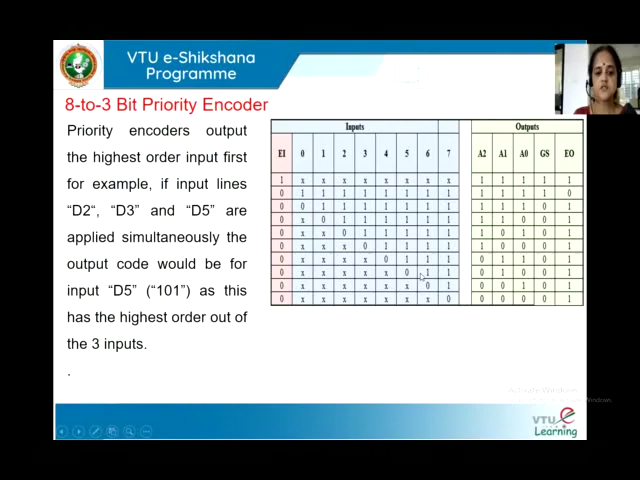 VTU e-Shikshana
Programme
8-to-3 Bit Priority Encoder
Priority encoders output
the highest order input first
for example, if input lines
“D2“, “D3” and “D5” are
applied simultaneously the
output code would be for
input “D5” (“101”) as this
has the highest order out of
the 3 inputs.
.
Inputs Outputs
EI 0 1 2 3 4 5 6 7 A2 A1 A0 GS EO
1 x x x x x x x x 1 1 1 1 1
0 1 1 1 1 1 1 1 1 1 1 1 1 0
0 0 1 1 1 1 1 1 1 1 1 1 0 1
0 x 0 1 1 1 1 1 1 1 1 0 0 1
0 x x 0 1 1 1 1 1 1 0 1 0 1
0 x x x 0 1 1 1 1 1 0 0 0 1
0 x x x x 0 1 1 1 0 1 1 0 1
0 x x x x x 0 1 1 0 1 0 0 1
0 x x x x x x 0 1 0 0 1 0 1
0 x x x x x x x 0 0 0 0 0 1
Activate Windows
Windows
VTU e
Learning